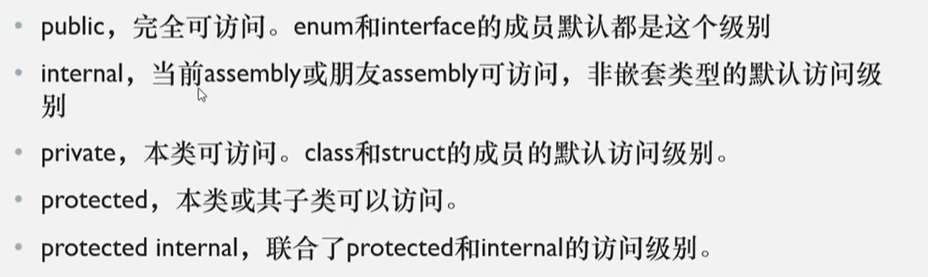 • public，完全可访问。enum和interface的成员默认都是这个级别
• internal，当前assembly或朋友assembly可访问，非嵌套类型的默认访问级
别
• private，本类可访问。class和struct的成员的默认访问级别。
• protected，本类或其子类可以访问。
• protected internal，联合了protected和internal的访问级别。